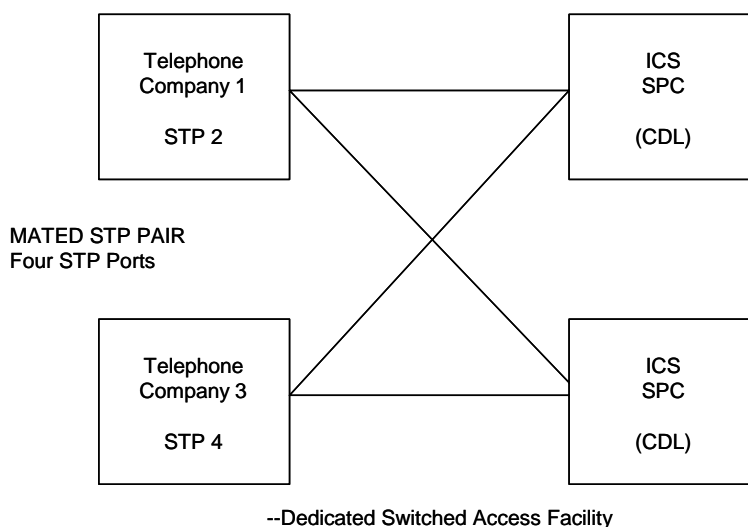 Telephone
Company 1
STP 2
ICS
SPC
(CDL)
MATED STP PAIR
Four STP Ports
Telephone
Company 3
STP 4
ICS
SPC
(CDL)
--Dedicated Switched Access Facility